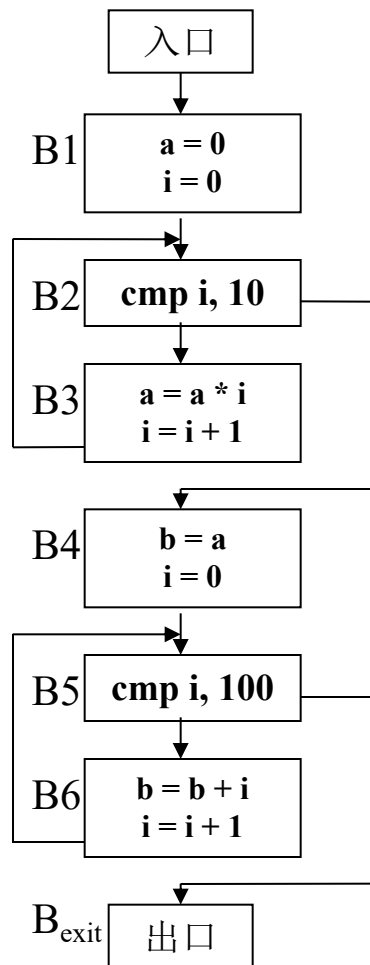 入口
B1
a = 0
i = 0
B2
cmp i, 10
B3
a = a * i
i = i + 1
B4
b = a
i = 0
B5
cmp i, 100
B6
b = b + i
i = i + 1
Bexit
出口